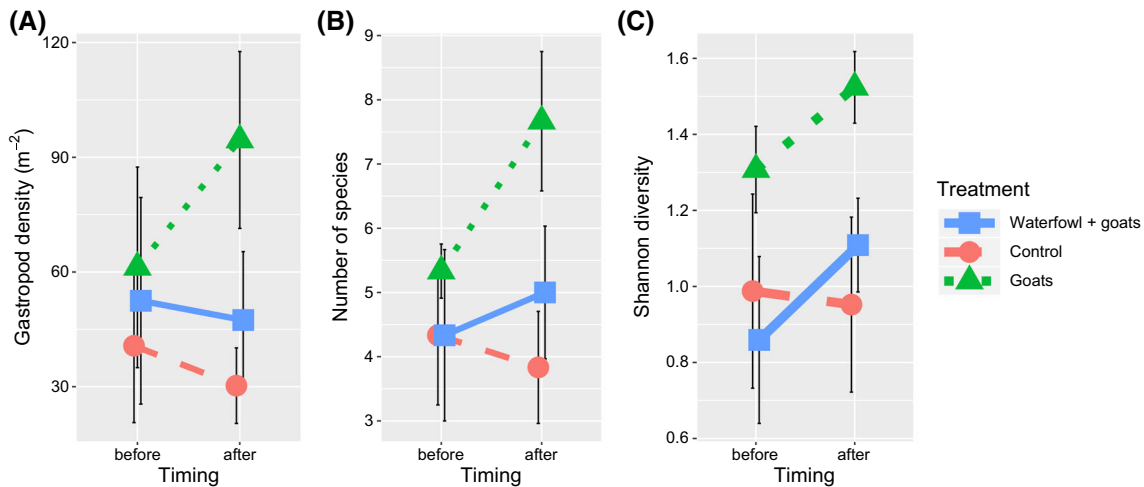 (A)
Gastropod density (m⁻²)
120
90
60
30
before
after
Timing
(B)
Number of species
9
8
7
6
5
4
3
before
after
Timing
(C)
Shannon diversity
1.6
1.4
1.2
1.0
0.8
0.6
before
after
Timing
Treatment
Waterfowl + goats
Control
Goats